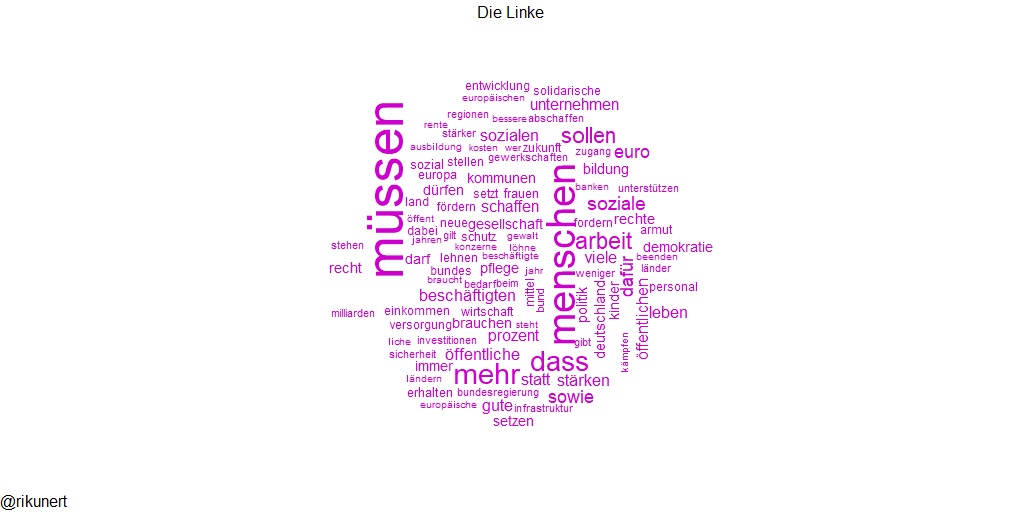 Die Linke
entwicklung
solidarische
europäischen
unternehmen
regionen
bessere
abschaffen
rente
stärker
sozialen
sollen
müssen
ausbildung
kosten
wer
zukunft
zugang
euro
gewerkschaften
sozial
stellen
bildung
europa
kommunen
menschen
banken
unterstützen
dürfen
setzt
frauen
land
fördern
schaffen
soziale
öffent
neue
gesellschaft
fordern
rechte
dabei
jahren
gilt
schutz
gewalt
arbeit
armut
stehen
konzerne
löhne
demokratie
recht
darf
lehnen
beschäftigte
viele
dafür
beenden
bundes
pflege
jahr
weniger
länder
braucht
bedarf
beim
mittel
bund
politik
deutschland
kinder
öffentlichen
personal
beschäftigten
milliarden
einkommen
wirtschaft
leben
versorgung
brauchen
steht
liche
investitionen
prozent
gibt
kämpfen
sicherheit
öffentliche
immer
mehr
dass
ländern
statt
stärken
erhalten
bundesregierung
sowie
europäische
gute
infrastruktur
setzen
@rikunert